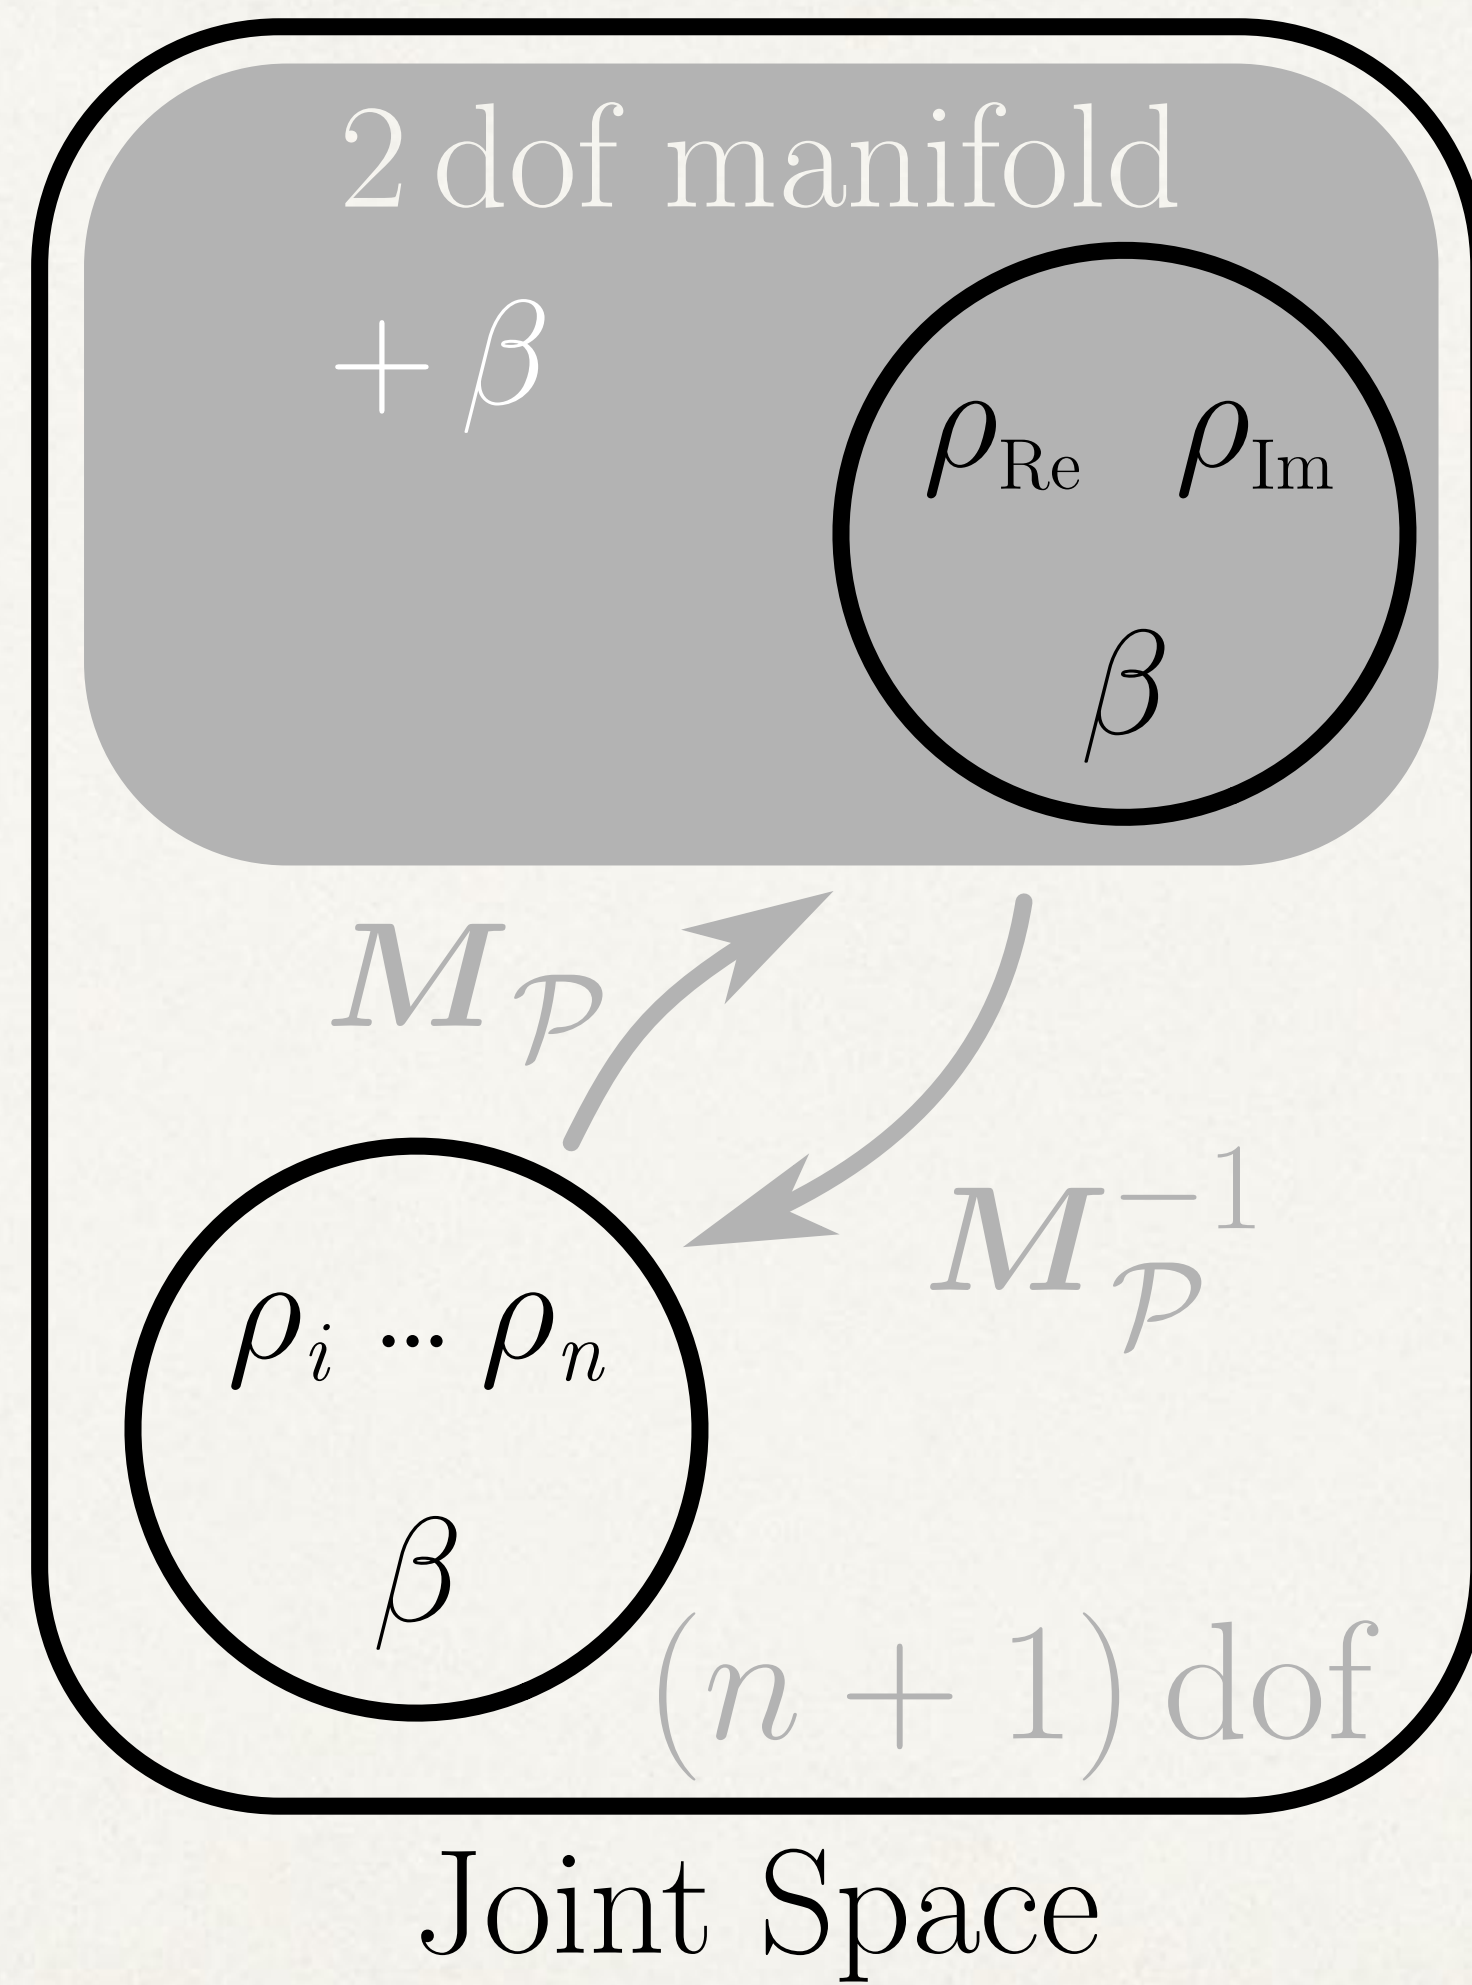 2 dof manifold
+ β
ρ_Re ρ_Im
β
M_𝒫
M_𝒫^−1
ρ_i ... ρ_n
β
(n + 1) dof
Joint Space